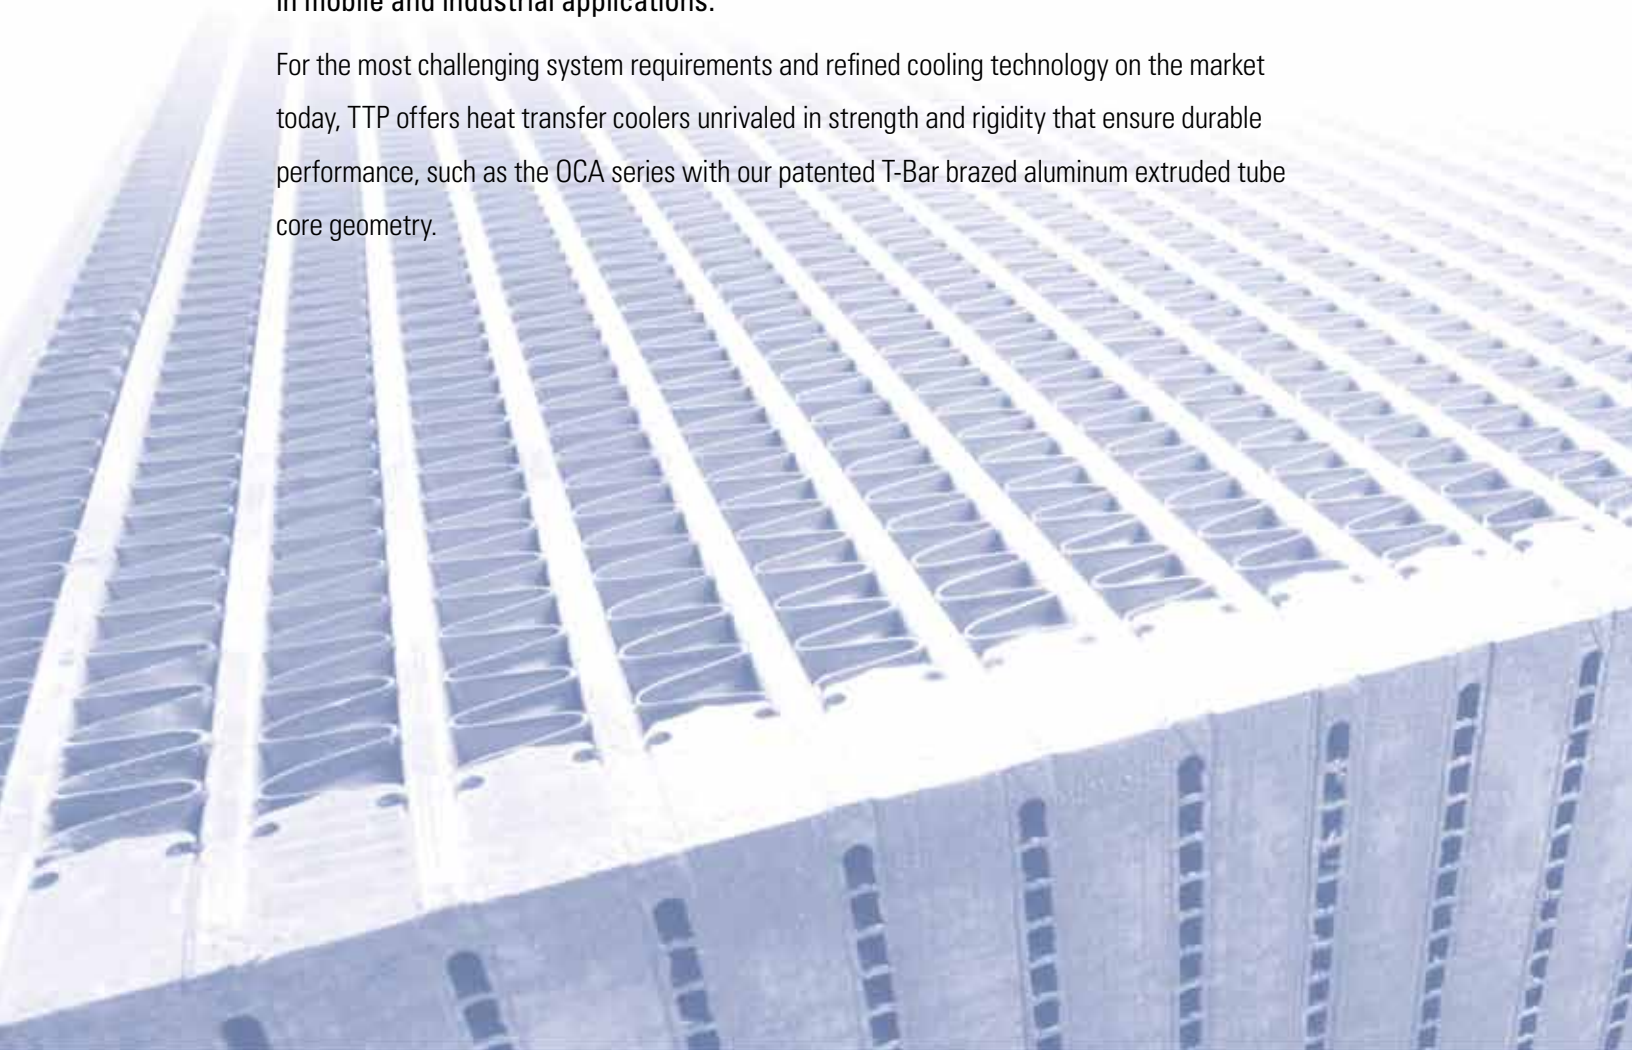 in mobile and industrial applications.
For the most challenging system requirements and refined cooling technology on the market
today, TTP offers heat transfer coolers unrivaled in strength and rigidity that ensure durable
performance, such as the OCA series with our patented T-Bar brazed aluminum extruded tube
core geometry.